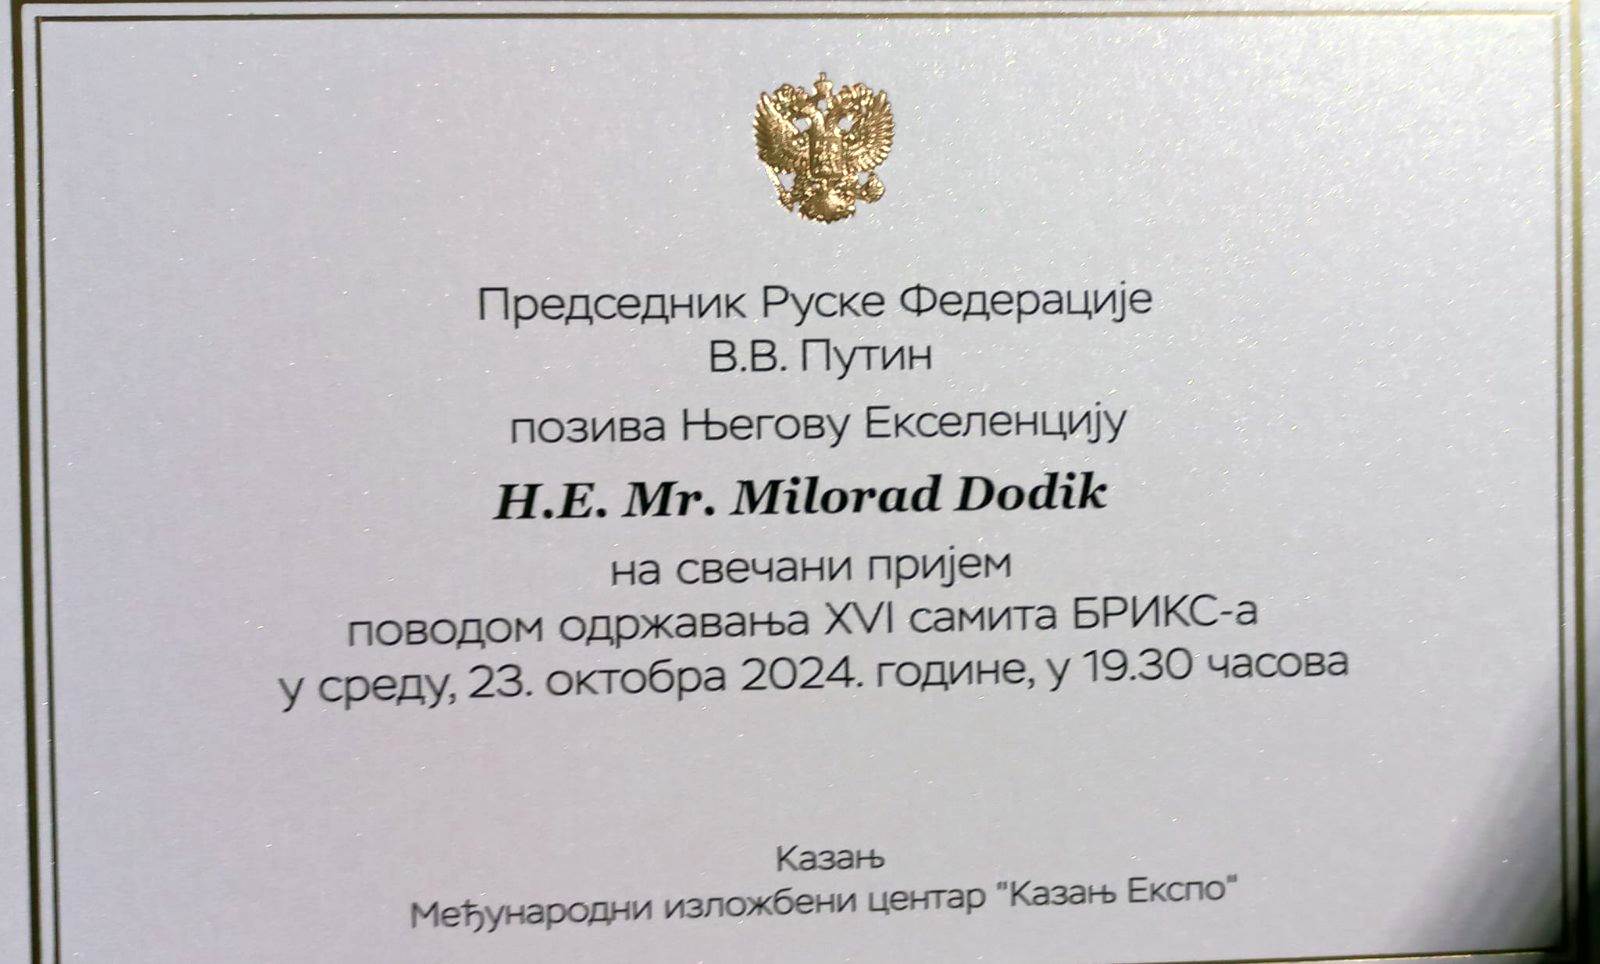 Председник Руске Федерације
В.В. Путин
позива Његову Екселенцију
H.E. Mr. Milorad Dodik
на свечани пријем
поводом одржавања XVI самита БРИКС-а
у среду, 23. октобра 2024. године, у 19.30 часова
Казањ
Међународни изложбени центар "Казањ Експо"